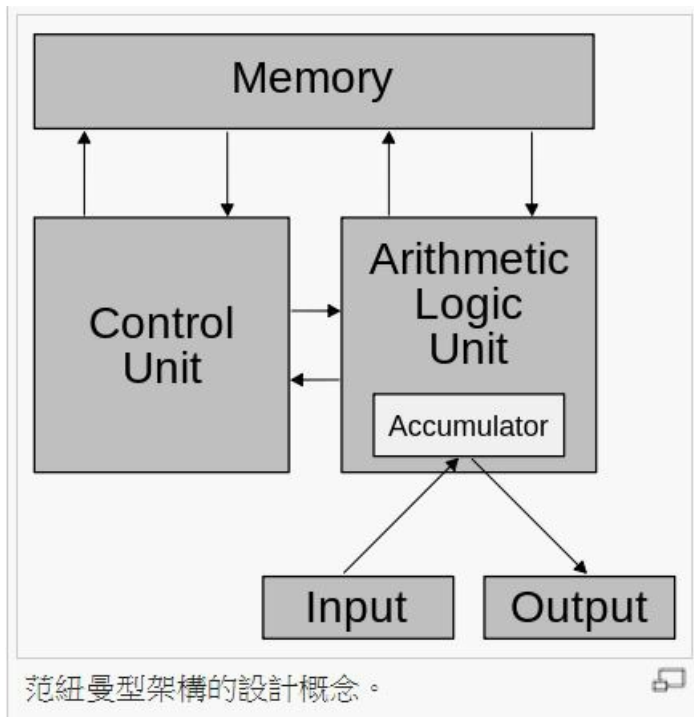 Memory
Control
Unit
Arithmetic
Logic
Unit
Accumulator
Input
Output
范紐曼型架構的設計概念。